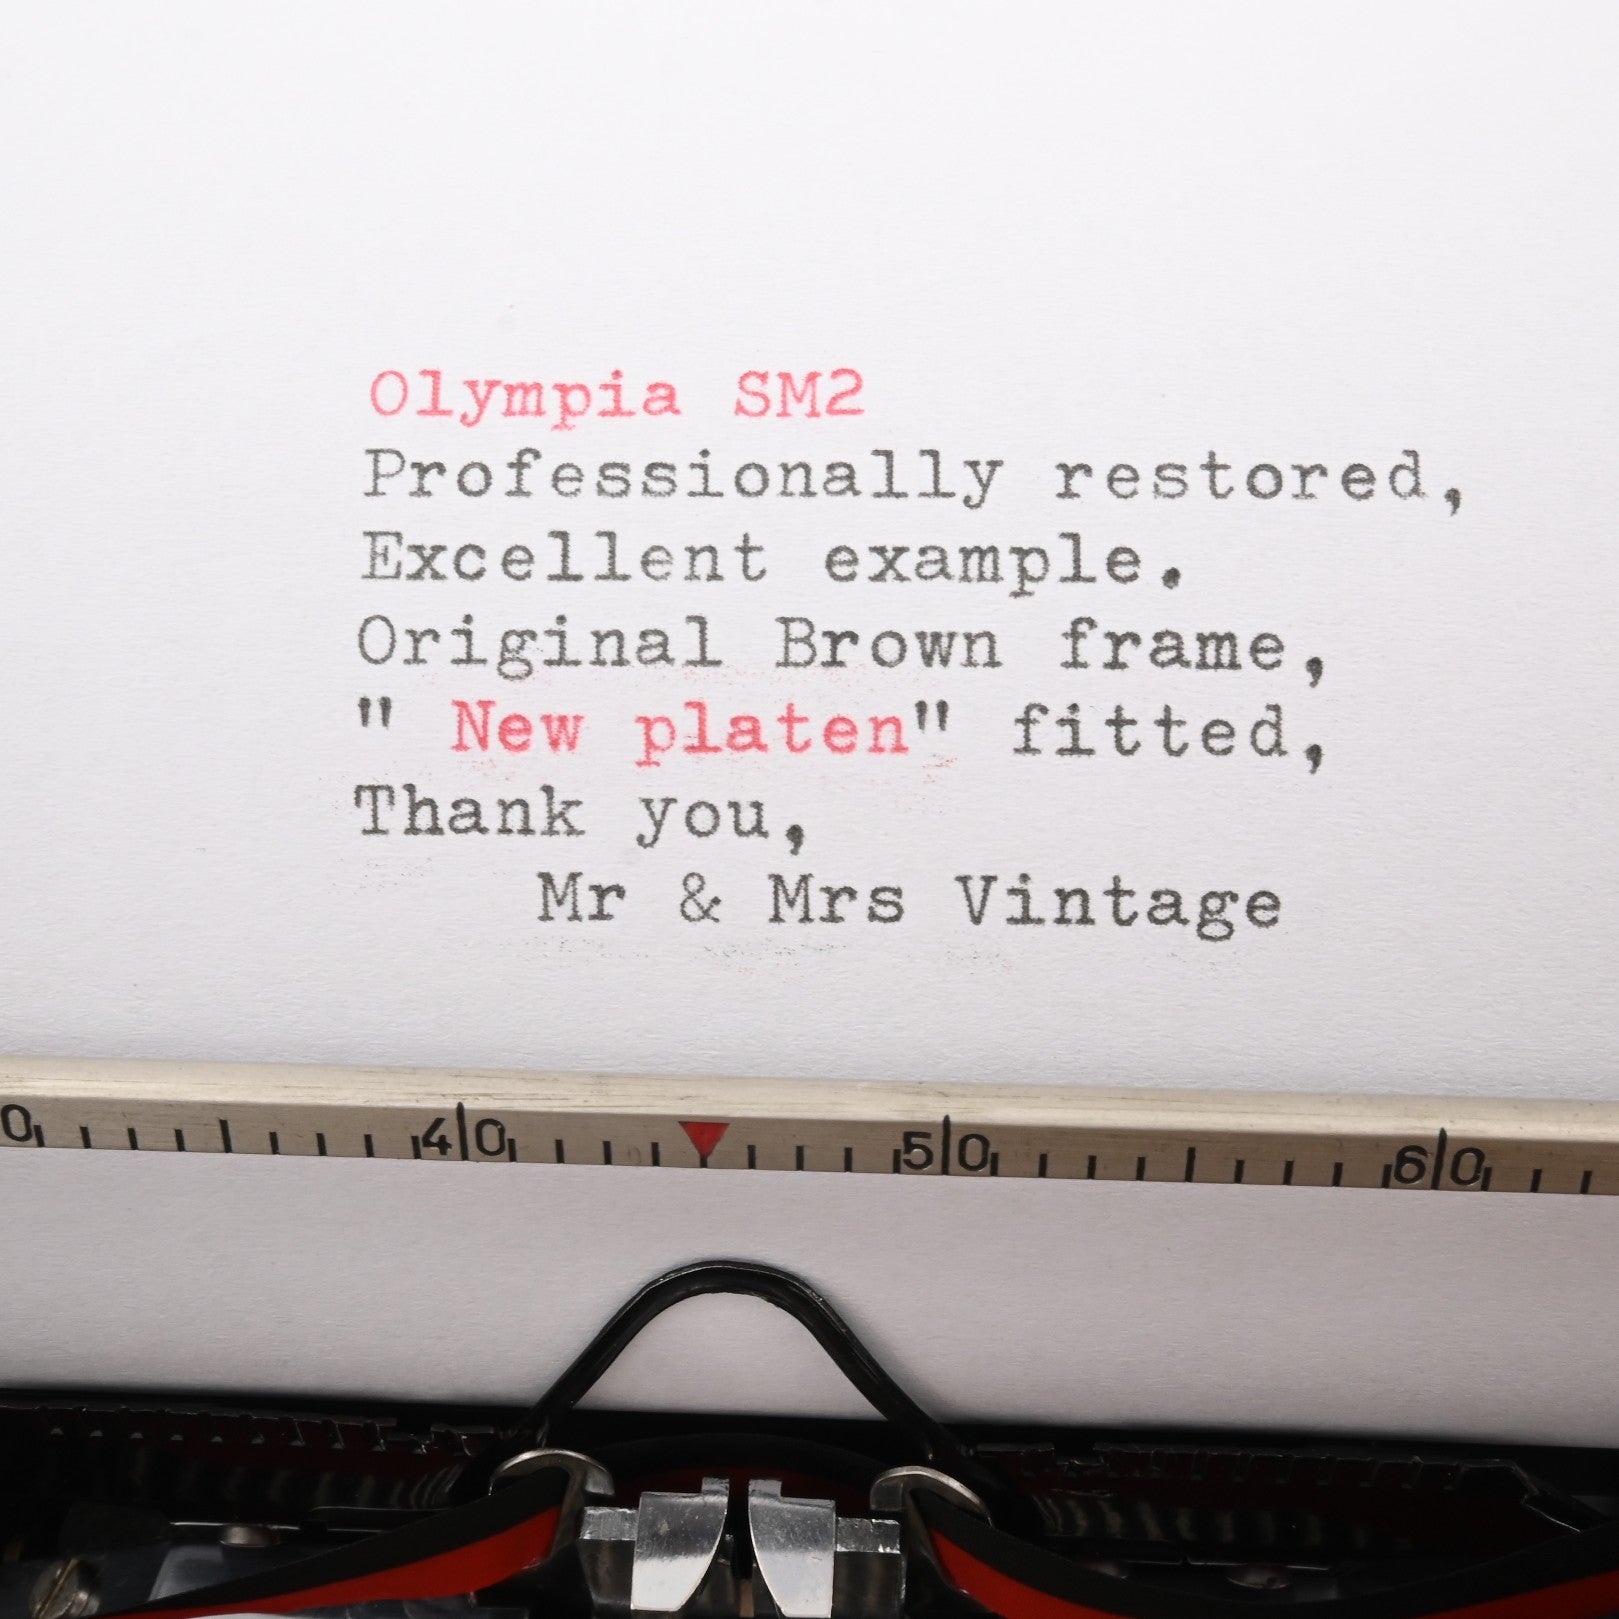 Olympia SM2
Professionally restored,
Excellent example.
Original Brown frame,
" New platen" fitted,
Thank you,
Mr & Mrs Vintage
0 40 50 60